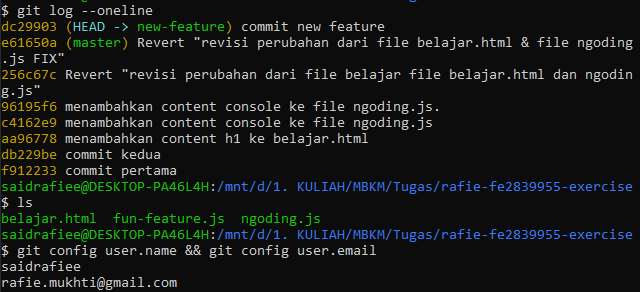 $ git log --oneline
dc29903 (HEAD -> new-feature) commit new feature
e61650a (master) Revert "revisi perubahan dari file belajar.html & file ngoding
.js FIX"
256c67c Revert "revisi perubahan dari file belajar file belajar.html dan ngodin
g.js"
96195f6 menambahkan content console ke file ngoding.js.
c4162e9 menambahkan content console ke file ngoding.js
aa96778 menambahkan content h1 ke belajar.html
db229be commit kedua
f912233 commit pertama
saidrafiee@DESKTOP-PA46L4H:/mnt/d/1. KULIAH/MBKM/Tugas/rafie-fe2839955-exercise
$ ls
belajar.html  fun-feature.js  ngoding.js
saidrafiee@DESKTOP-PA46L4H:/mnt/d/1. KULIAH/MBKM/Tugas/rafie-fe2839955-exercise
$ git config user.name && git config user.email
saidrafiee
rafie.mukhti@gmail.com